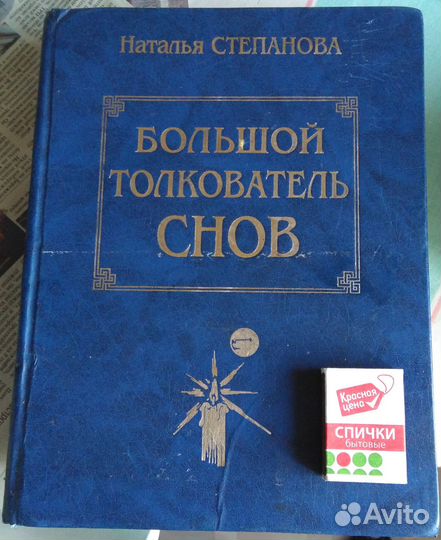 Наталья СТЕПАНОВА
БОЛЬШОЙ
ТОЛКОВАТЕЛЬ
СНОВ
Красная
цена
СПИЧКИ
бытовые
Avito